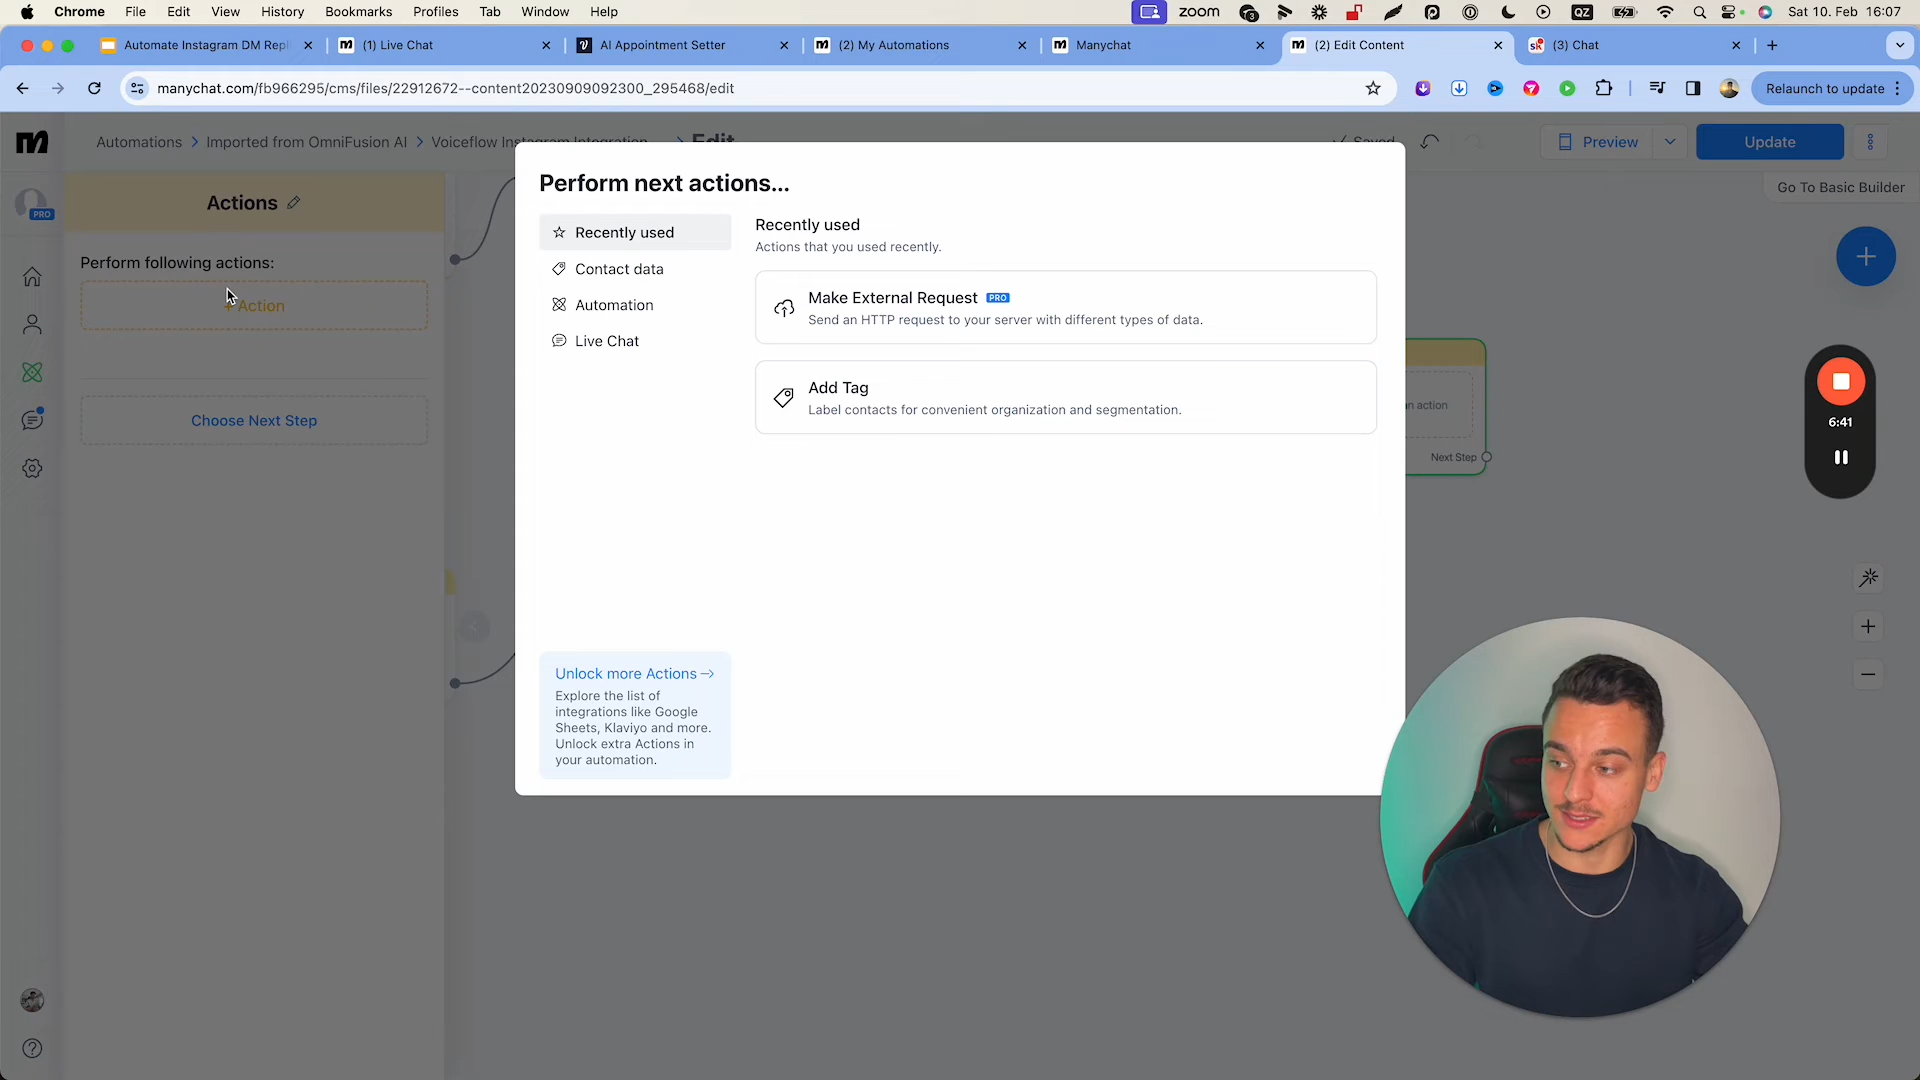 Chrome File Edit View History Bookmarks Profiles Tab Window Help zoom QZ Sat 10. Feb 16:07
Automate Instagram DM Repl (1) Live Chat AI Appointment Setter (2) My Automations Manychat (2) Edit Content (3) Chat
manychat.com/fb966295/cms/files/22912672--content20230909092300_295468/edit Relaunch to update
Automations > Imported from OmniFusion AI > Voiceflow Instagram Integration > Edit Saved Preview Update
Go To Basic Builder
PRO
Actions
Perform following actions:
+ Action
Choose Next Step
Perform next actions...
Recently used
Contact data
Automation
Live Chat
Recently used
Actions that you used recently.
Make External Request PRO
Send an HTTP request to your server with different types of data.
Add Tag
Label contacts for convenient organization and segmentation.
Unlock more Actions
Explore the list of
integrations like Google
Sheets, Klaviyo and more.
Unlock extra Actions in
your automation.
action
Next Step
6:41